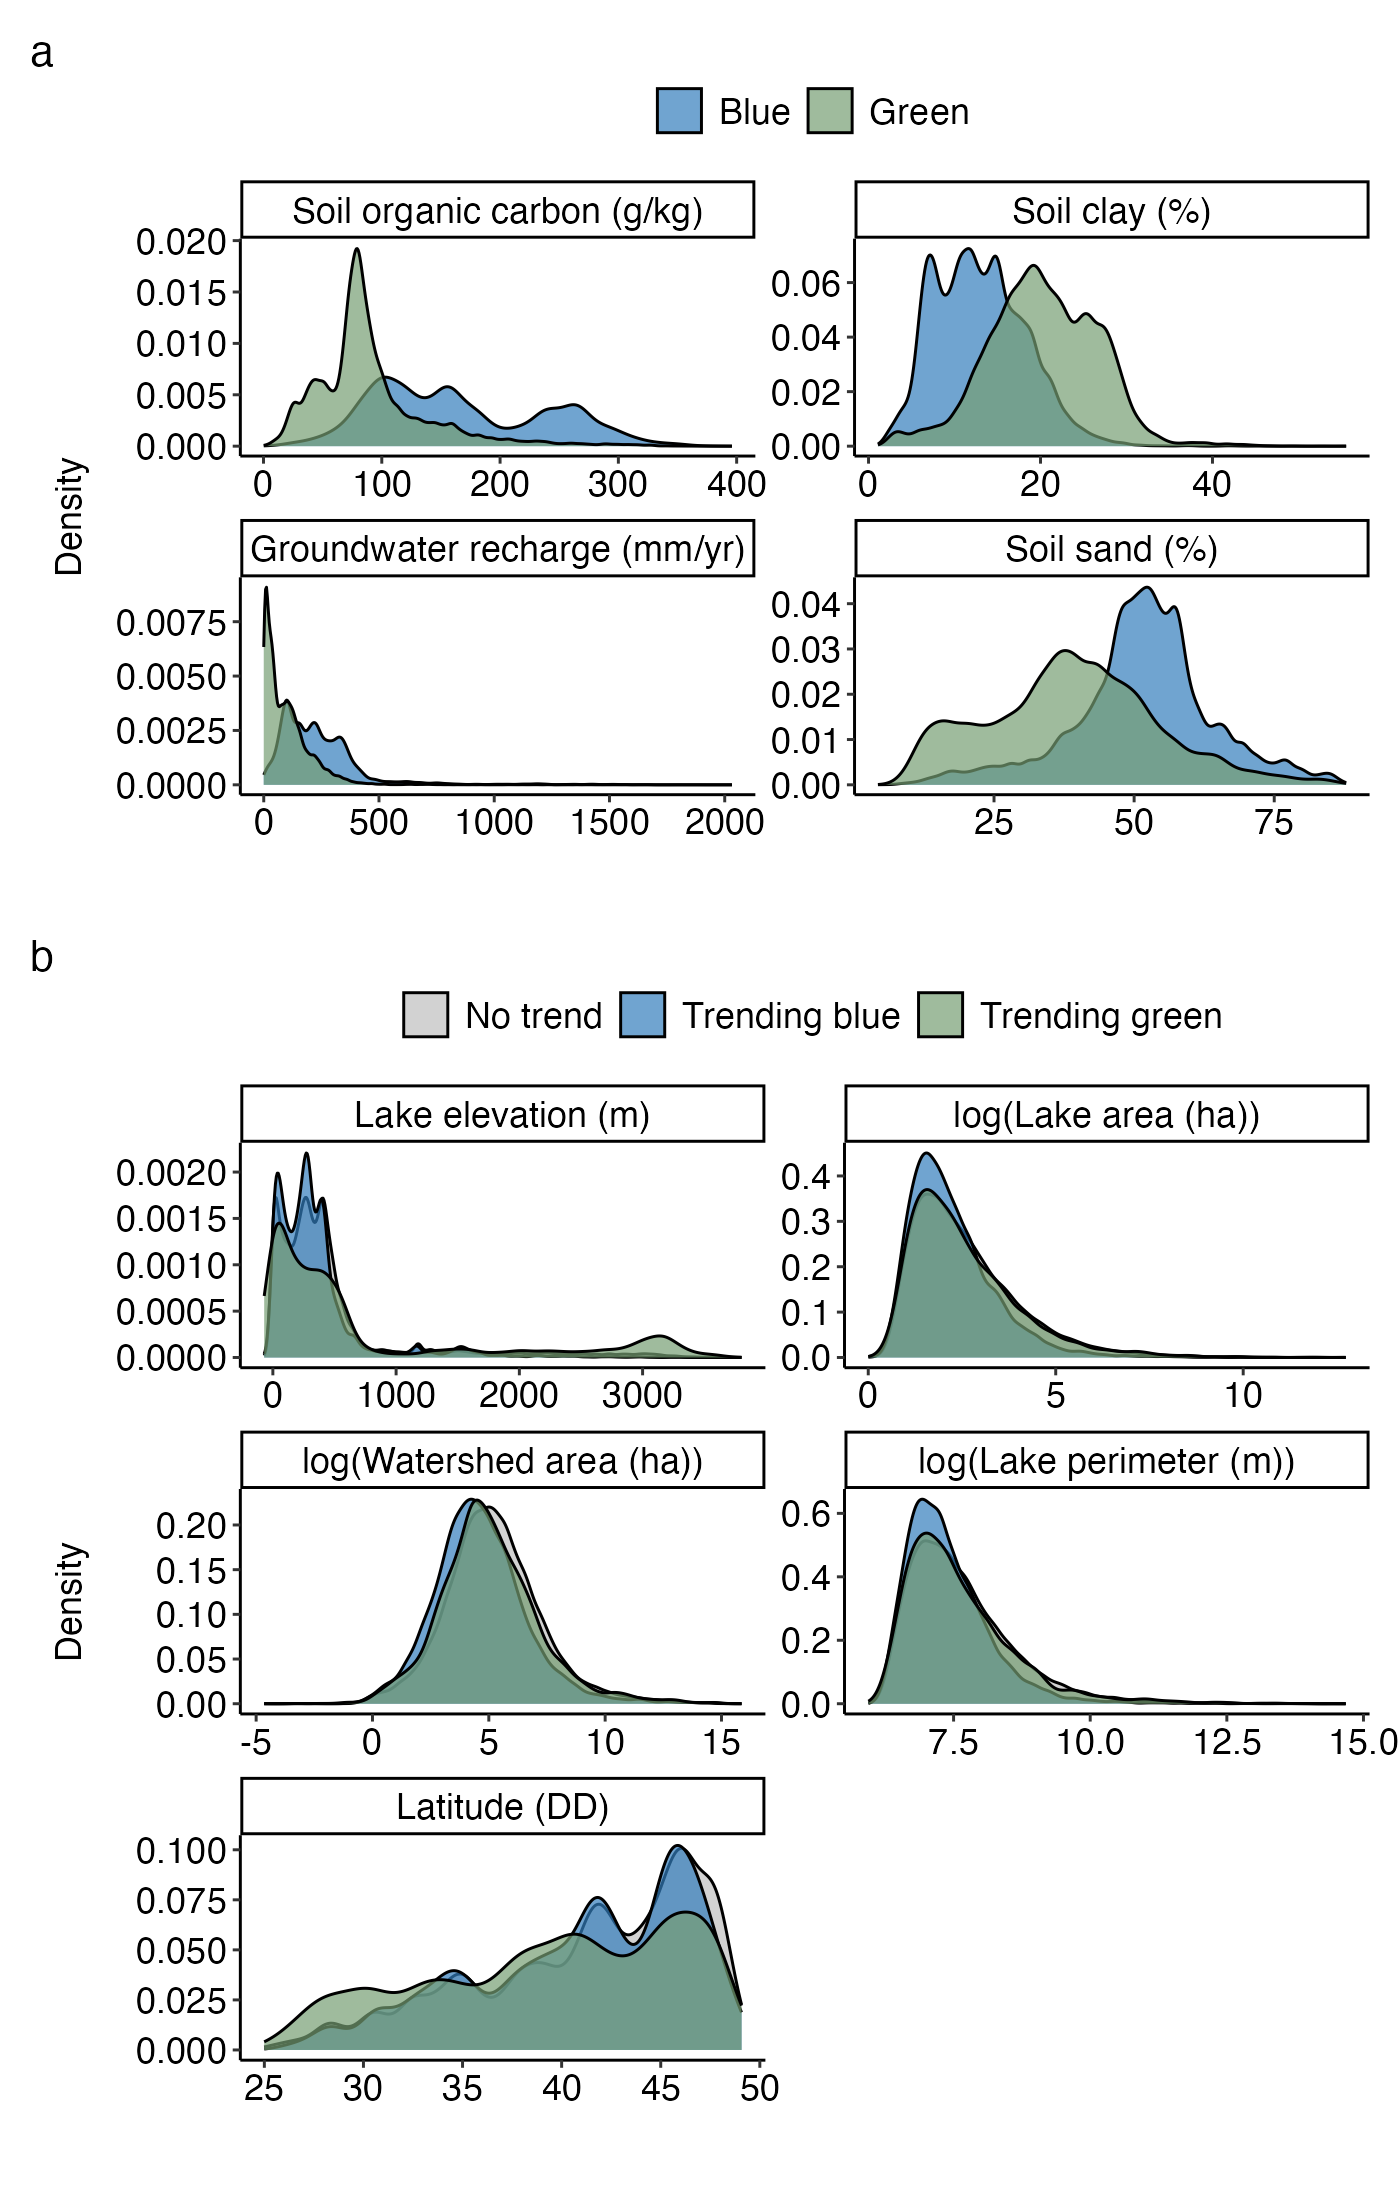 a
Blue Green
Soil organic carbon (g/kg) Soil clay (%)
0.020
0.015
0.010
0.005
0.000
0 100 200 300 400
0.06
0.04
0.02
0.00
0 20 40
Density
Groundwater recharge (mm/yr) Soil sand (%)
0.0075
0.0050
0.0025
0.0000
0 500 1000 1500 2000
0.04
0.03
0.02
0.01
0.00
25 50 75
b
No trend Trending blue Trending green
Lake elevation (m) log(Lake area (ha))
0.0020
0.0015
0.0010
0.0005
0.0000
0 1000 2000 3000
0.4
0.3
0.2
0.1
0.0
0 5 10
log(Watershed area (ha)) log(Lake perimeter (m))
0.20
0.15
0.10
0.05
0.00
-5 0 5 10 15
0.6
0.4
0.2
0.0
7.5 10.0 12.5 15.0
Density
Latitude (DD)
0.100
0.075
0.050
0.025
0.000
25 30 35 40 45 50